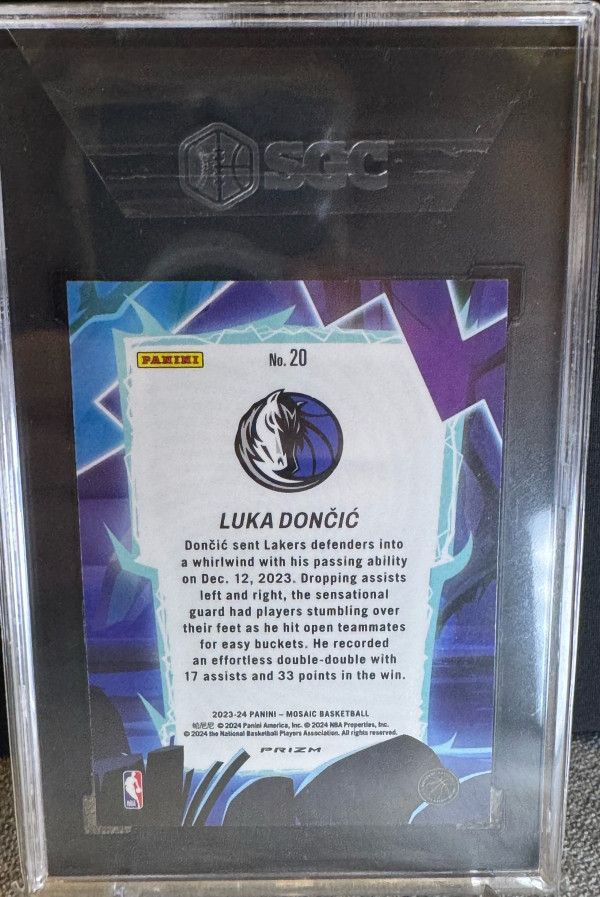 SGC
PANINI
No. 20
LUKA DONČIĆ
Dončić sent Lakers defenders into
a whirlwind with his passing ability
on Dec. 12, 2023. Dropping assists
left and right, the sensational
guard had players stumbling over
their feet as he hit open teammates
for easy buckets. He recorded
an effortless double-double with
17 assists and 33 points in the win.
2023-24 PANINI – MOSAIC BASKETBALL
帕尼尼 © 2024 Panini America, Inc. © 2024 NBA Properties, Inc.
© 2024 the National Basketball Players Association. All rights reserved.
PRIZM
NBA